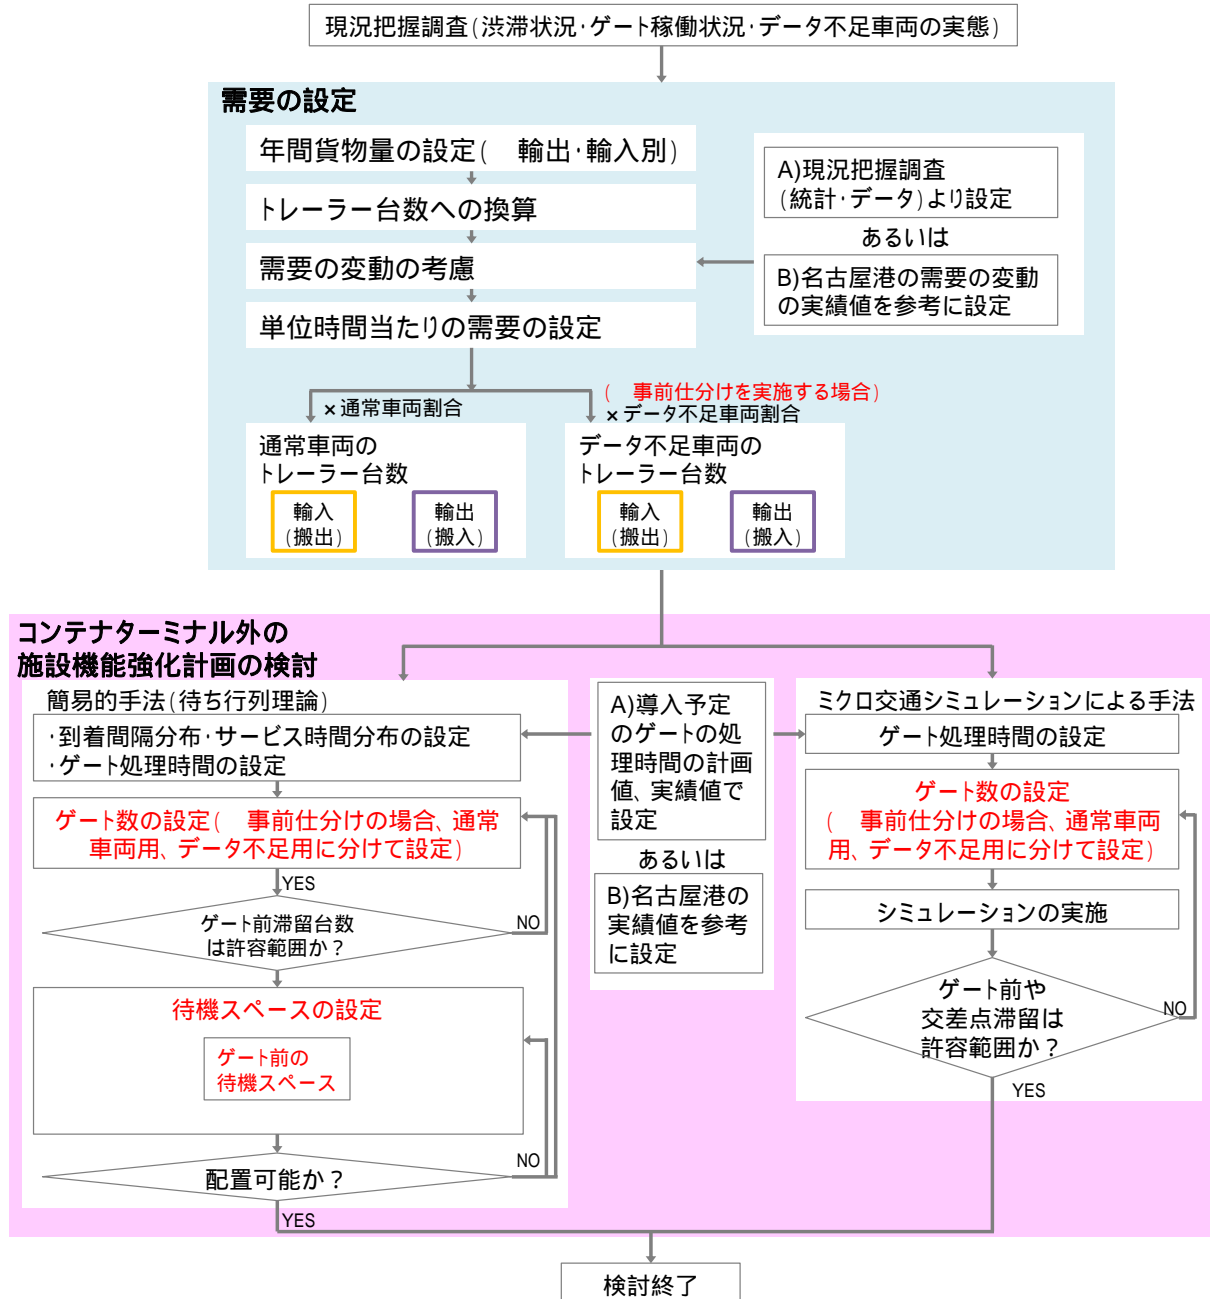 現況把握調査(渋滞状況･ゲート稼働状況･データ不足車両の実態)
需要の設定
年間貨物量の設定(　輸出･輸入別)
トレーラー台数への換算
需要の変動の考慮
単位時間当たりの需要の設定
A)現況把握調査
(統計･データ)より設定
あるいは
B)名古屋港の需要の変動
の実績値を参考に設定
×通常車両割合
(　事前仕分けを実施する場合)
×データ不足車両割合
通常車両の
トレーラー台数
輸入
(搬出)
輸出
(搬入)
データ不足車両の
トレーラー台数
輸入
(搬出)
輸出
(搬入)
コンテナターミナル外の
施設機能強化計画の検討
簡易的手法(待ち行列理論)
･到着間隔分布･サービス時間分布の設定
･ゲート処理時間の設定
ゲート数の設定(　事前仕分けの場合、通常
車両用、データ不足用に分けて設定)
YES
ゲート前滞留台数
は許容範囲か？
NO
待機スペースの設定
ゲート前の
待機スペース
配置可能か？
NO
YES
A)導入予定
のゲートの処
理時間の計画
値、実績値で
設定
あるいは
B)名古屋港の
実績値を参考
に設定
ミクロ交通シミュレーションによる手法
ゲート処理時間の設定
ゲート数の設定
(　事前仕分けの場合、通常車両
用、データ不足用に分けて設定)
シミュレーションの実施
ゲート前や
交差点滞留は
許容範囲か？
NO
YES
検討終了